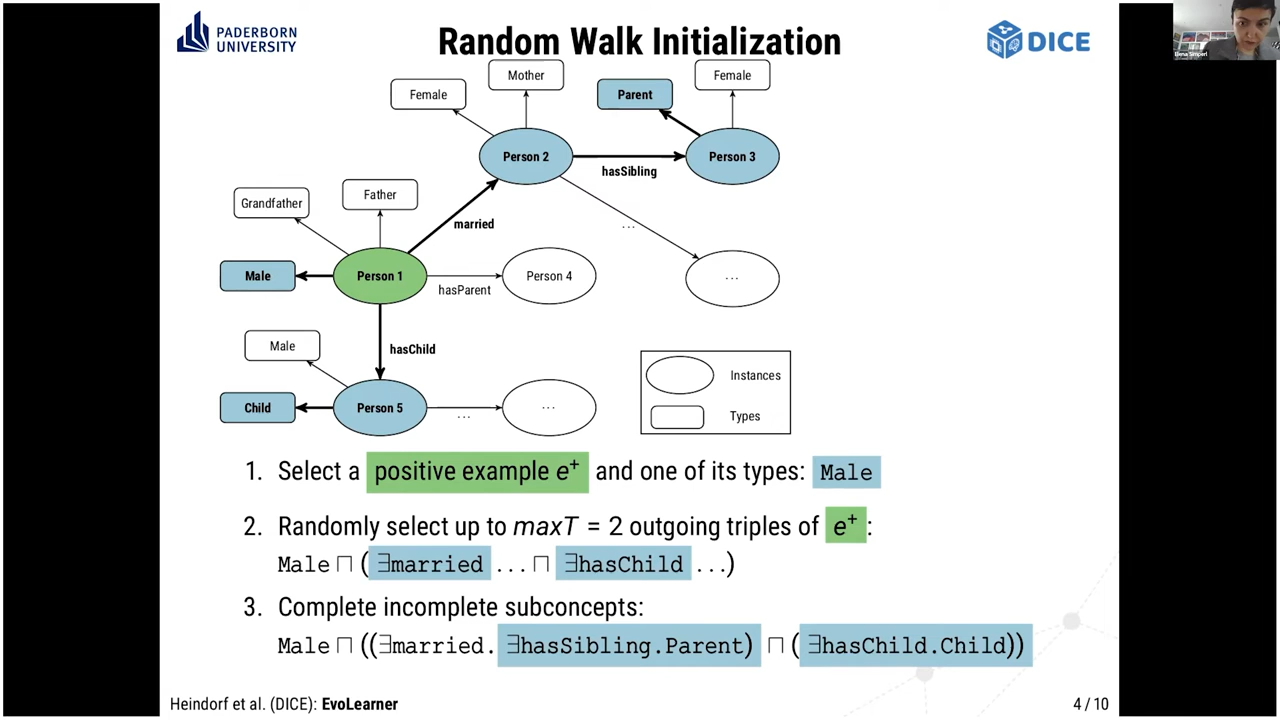 PADERBORN
UNIVERSITY
Random Walk Initialization
DICE
Elena Simperl
Mother
Female
Female
Parent
Person 2
Person 3
hasSibling
Father
Grandfather
married
...
Male
Person 1
Person 4
...
hasParent
Male
hasChild
Instances
Child
Person 5
...
...
Types
1. Select a positive example e⁺ and one of its types: Male
2. Randomly select up to maxT = 2 outgoing triples of e⁺:
Male ⊓ (∃married ... ⊓ ∃hasChild ...)
3. Complete incomplete subconcepts:
Male ⊓ ((∃married. ∃hasSibling.Parent) ⊓ (∃hasChild.Child))
Heindorf et al. (DICE): EvoLearner
4 / 10